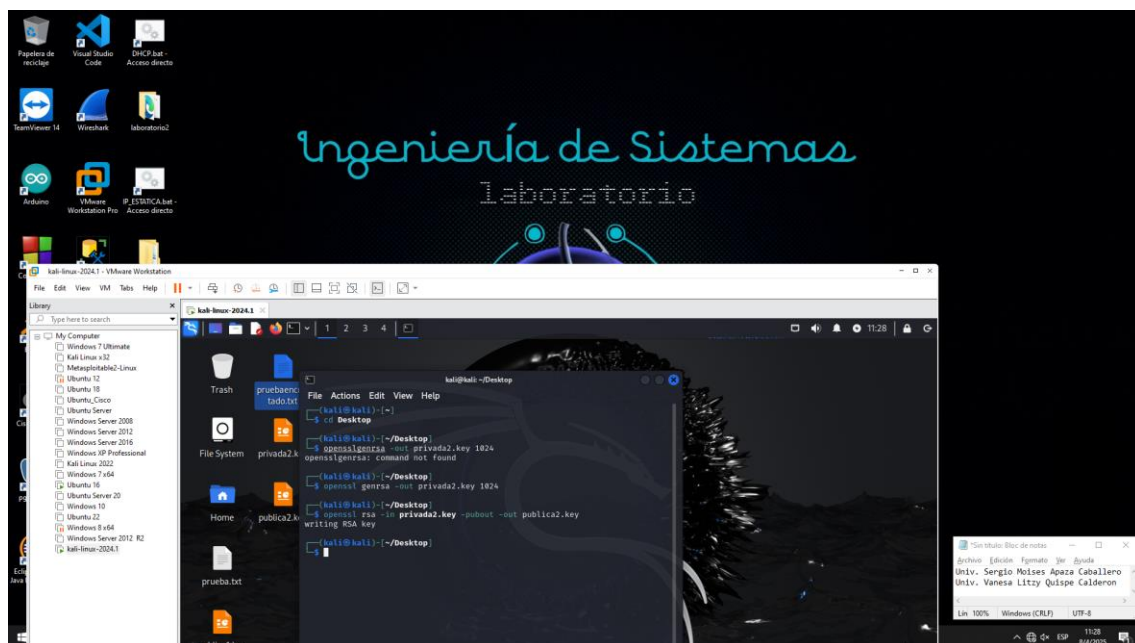 Papelera de
reciclaje
Visual Studio
Code
DHCP.bat -
Acceso directo
TeamViewer 14
Wireshark
laboratorio2
Arduino
VMware
Workstation Pro
IP_ESTATICA.bat -
Acceso directo
Ingeniería de Sistemas
laboratorio
kali-linux-2024.1 - VMware Workstation
File Edit View VM Tabs Help
Library
Type here to search
My Computer
Windows 7 Ultimate
Kali Linux x32
Metasploitable2-Linux
Ubuntu 12
Ubuntu 18
Ubuntu_Cisco
Ubuntu Server
Windows Server 2008
Windows Server 2012
Windows Server 2016
Windows XP Professional
Kali Linux 2022
Windows 7 x64
Ubuntu 16
Ubuntu Server 20
Windows 10
Ubuntu 22
Windows 8 x64
Windows Server 2012 R2
kali-linux-2024.1
kali-linux-2024.1
1 2 3 4
11:28
Trash
pruebaenc
tado.txt
File System
privada2.k
Home
publica2.k
prueba.txt
kali@kali: ~/Desktop
File Actions Edit View Help
(kali㉿kali)-[~]
$ cd Desktop
(kali㉿kali)-[~/Desktop]
$ opensslgenrsa -out privada2.key 1024
opensslgenrsa: command not found
(kali㉿kali)-[~/Desktop]
$ openssl genrsa -out privada2.key 1024
(kali㉿kali)-[~/Desktop]
$ openssl rsa -in privada2.key -pubout -out publica2.key
writing RSA key
(kali㉿kali)-[~/Desktop]
$
*Sin título: Bloc de notas
Archivo Edición Formato Ver Ayuda
Univ. Sergio Moises Apaza Caballero
Univ. Vanesa Litzy Quispe Calderon
Lin 100% Windows (CRLF) UTF-8
ESP
11:28
9/4/2025